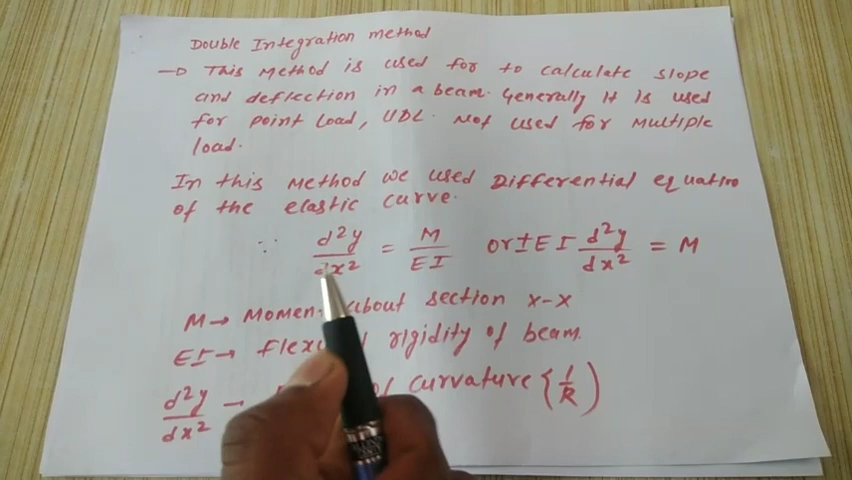 Double Integration method
→ This method is used for to calculate slope
and deflection in a beam. Generally it is used
for point load, UDL. Not used for multiple
load.
In this method we used Differential equation
of the elastic curve.
∵ d²y/dx² = M/EI or ± EI d²y/dx² = M
M → Moment about section x-x
EI → rigidity of beam.
d²y/dx² → of curvature {1/R}